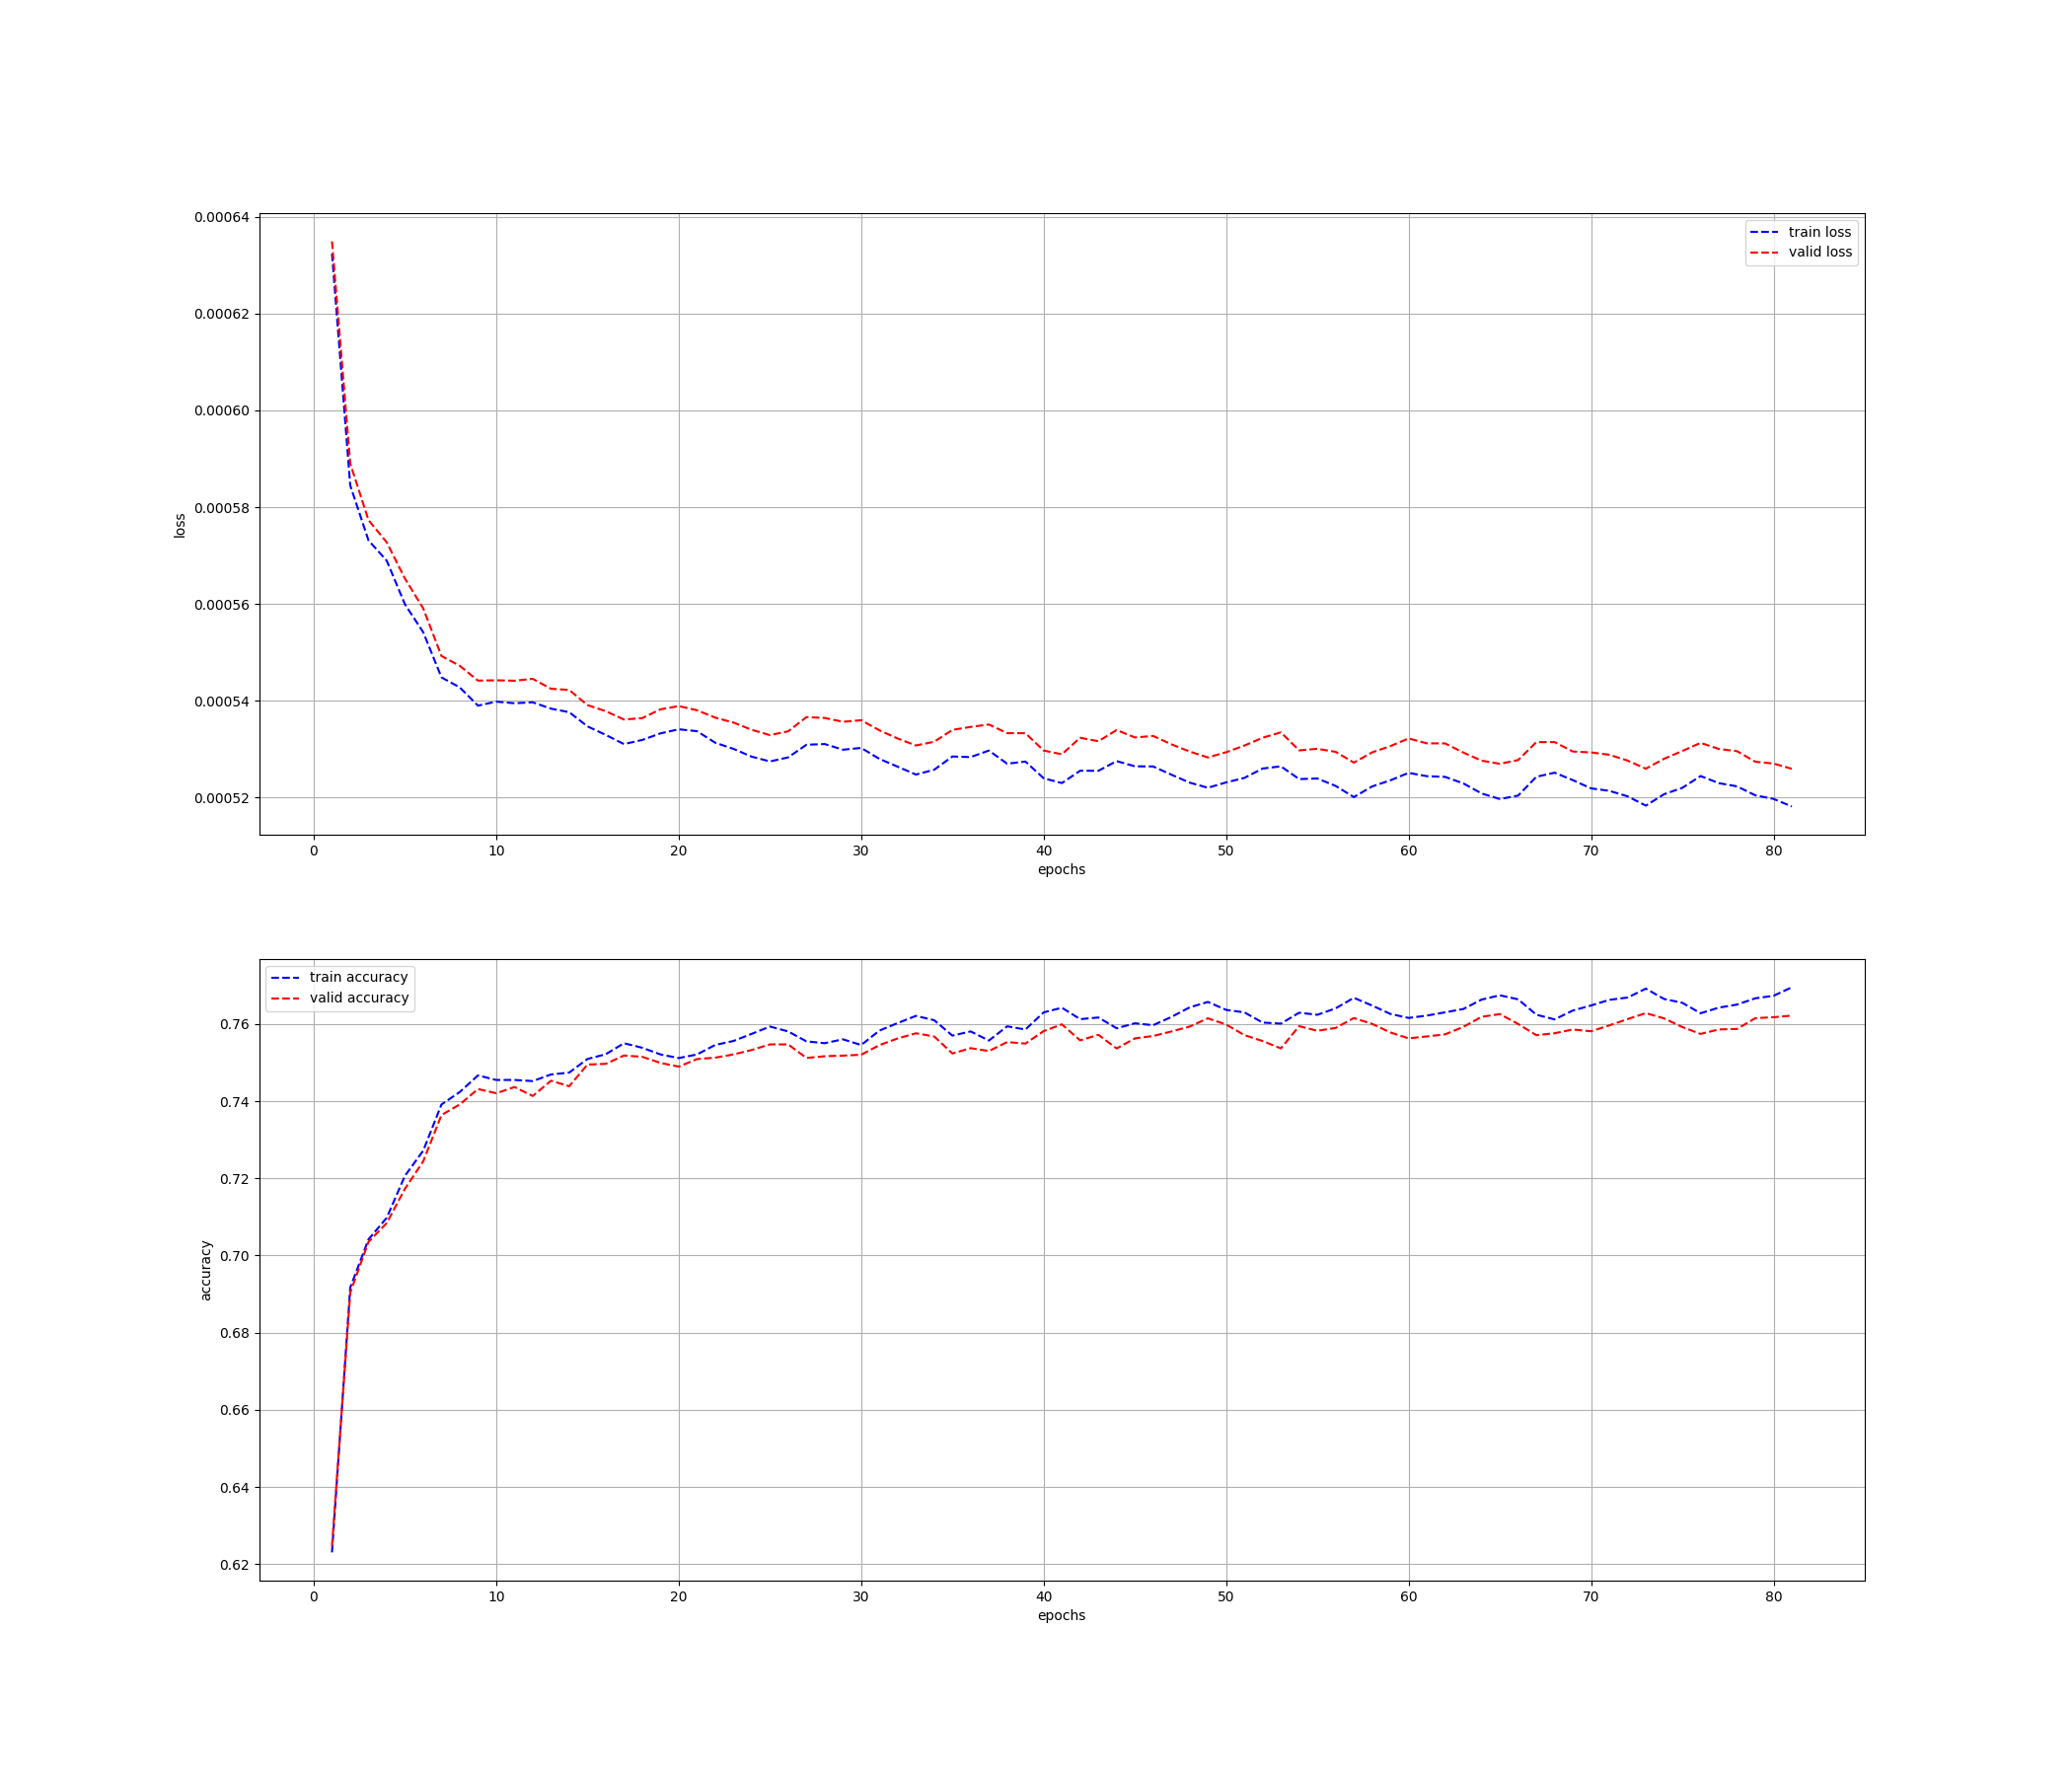 0.00064
0.00062
0.00060
0.00058
0.00056
0.00054
0.00052
loss
train loss
valid loss
0 10 20 30 40 50 60 70 80
epochs
train accuracy
valid accuracy
0.76
0.74
0.72
0.70
0.68
0.66
0.64
0.62
accuracy
0 10 20 30 40 50 60 70 80
epochs